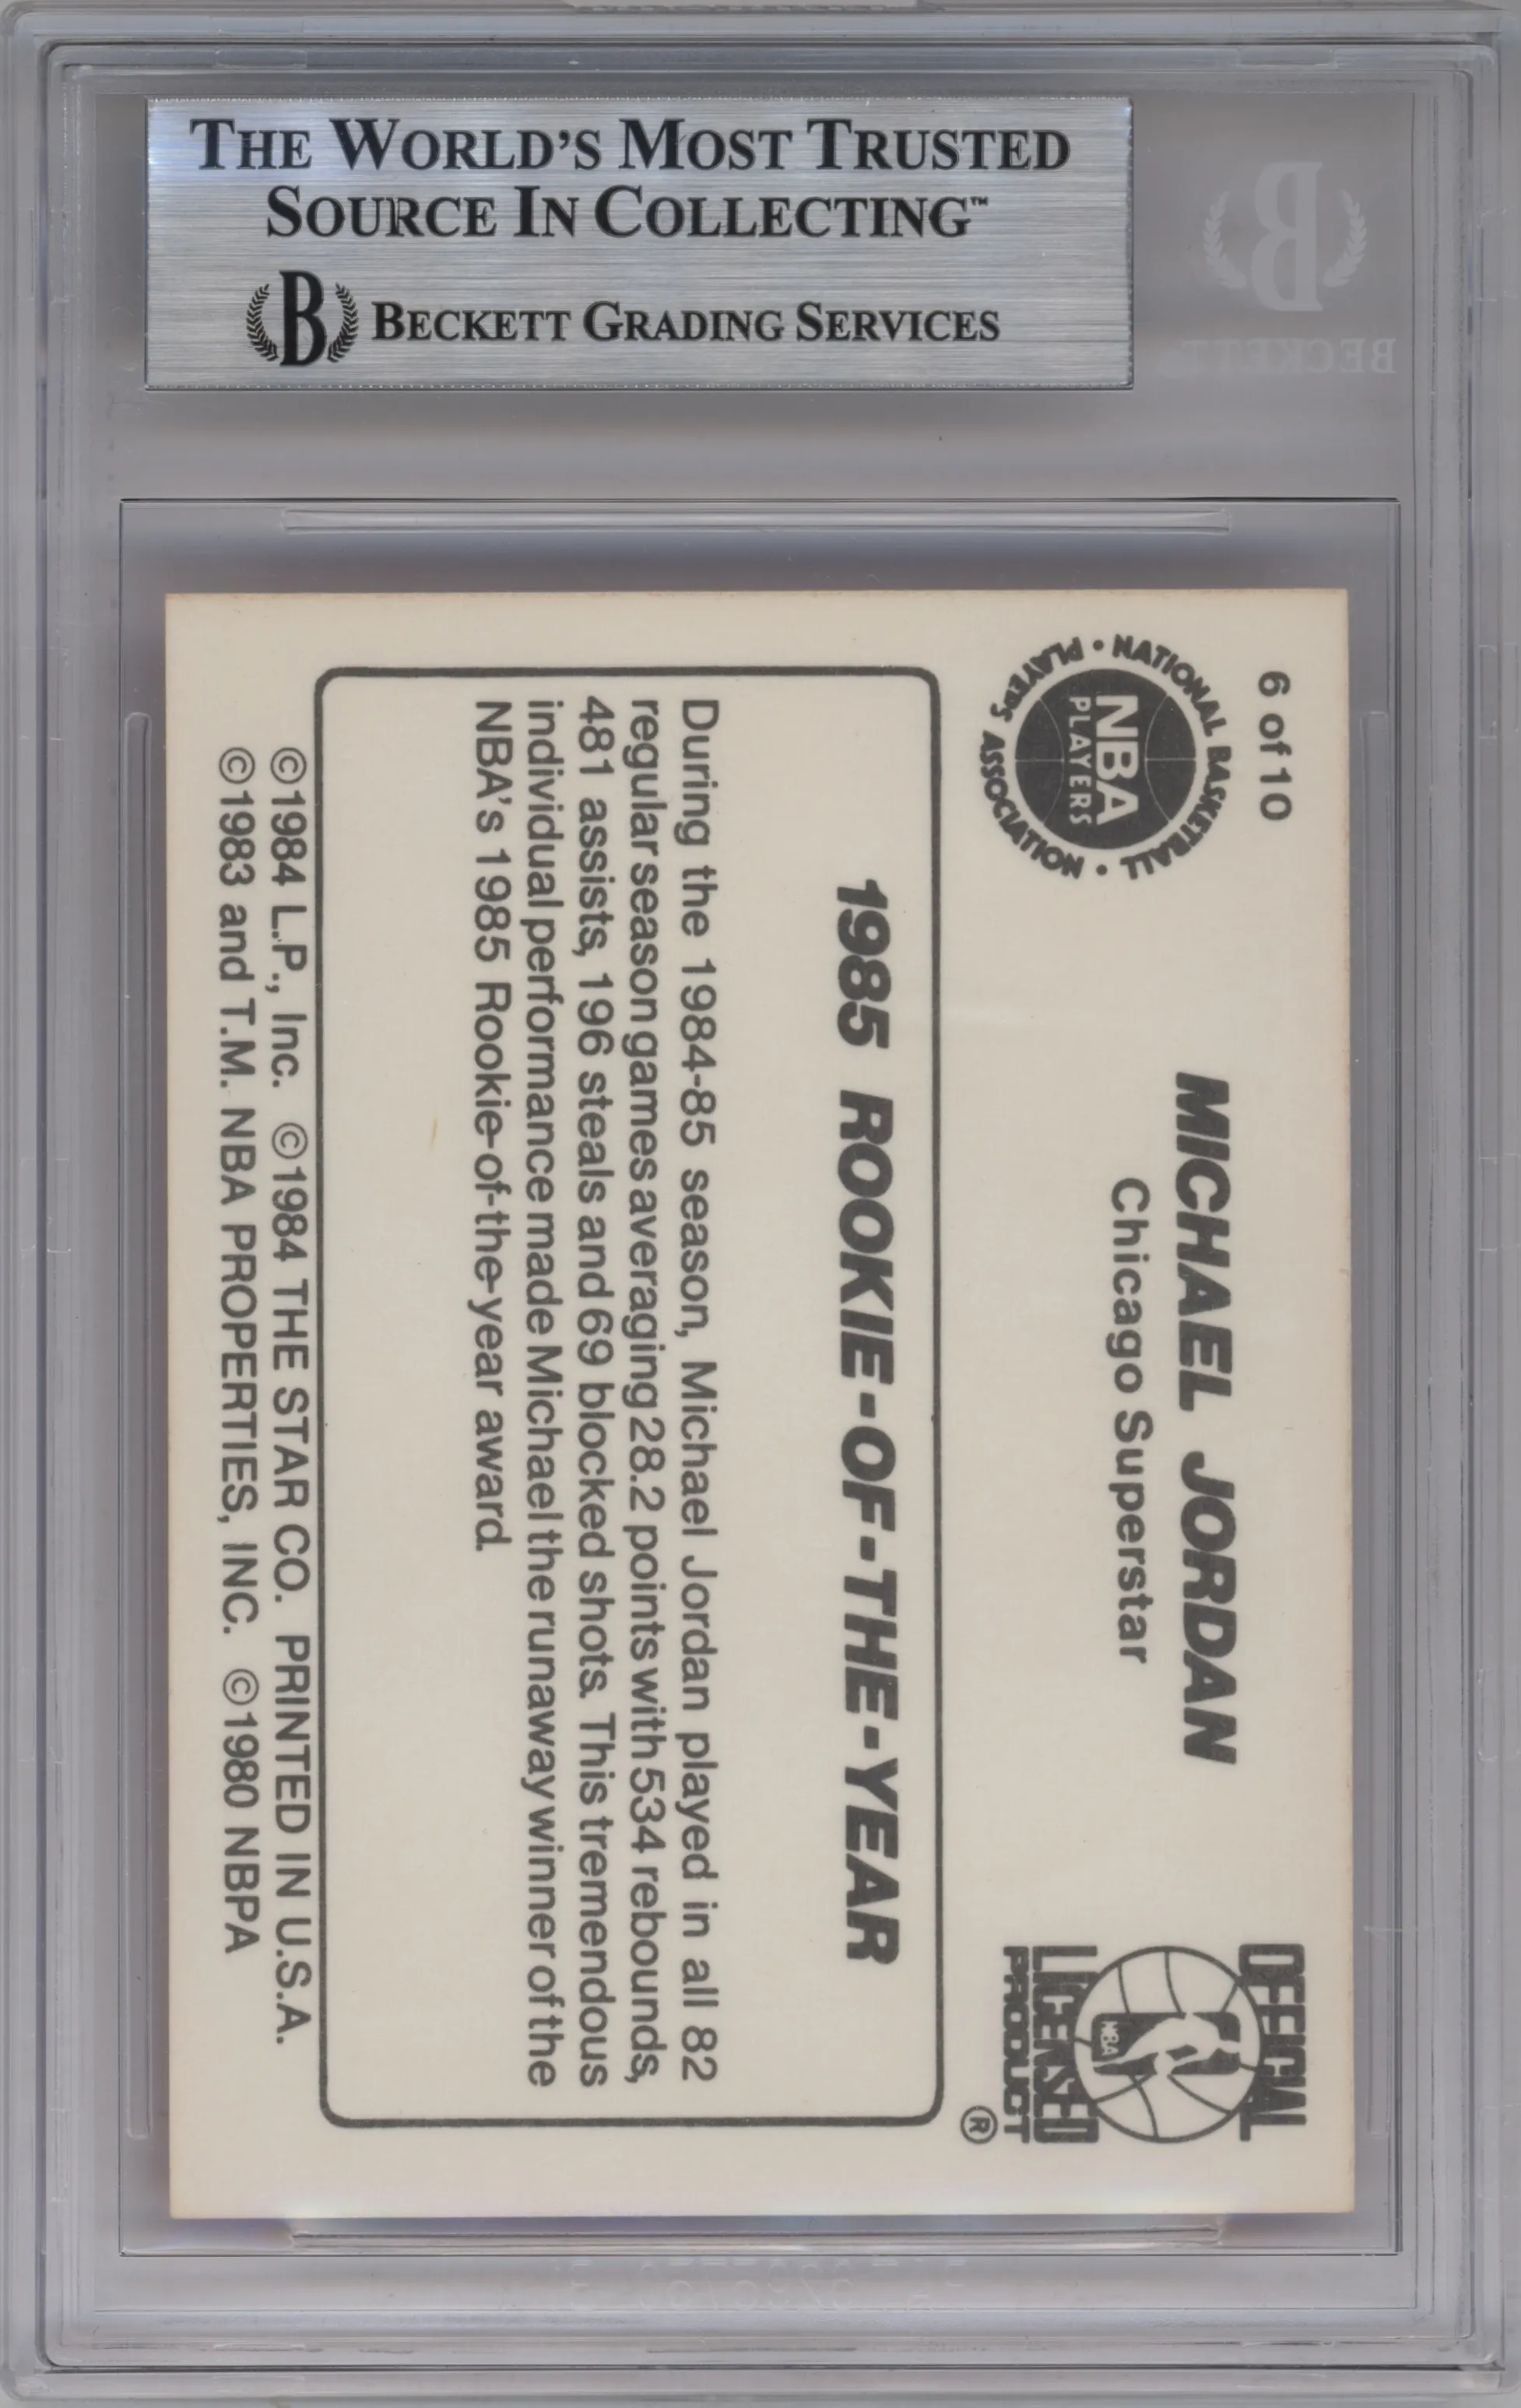 THE WORLD'S MOST TRUSTED
SOURCE IN COLLECTING™
B BECKETT GRADING SERVICES
B
BECKETT
6 of 10
NATIONAL BASKETBALL PLAYERS ASSOCIATION
NBA
PLAYERS
MICHAEL JORDAN
Chicago Superstar
OFFICIAL
NBA
LICENSED
PRODUCT
®
1985 ROOKIE-OF-THE-YEAR
During the 1984-85 season, Michael Jordan played in all 82
regular season games averaging 28.2 points with 534 rebounds,
481 assists, 196 steals and 69 blocked shots. This tremendous
individual performance made Michael the runaway winner of the
NBA's 1985 Rookie-of-the-year award.
©1984 L.P., Inc. ©1984 THE STAR CO. PRINTED IN U.S.A.
©1983 and T.M. NBA PROPERTIES, INC. ©1980 NBPA